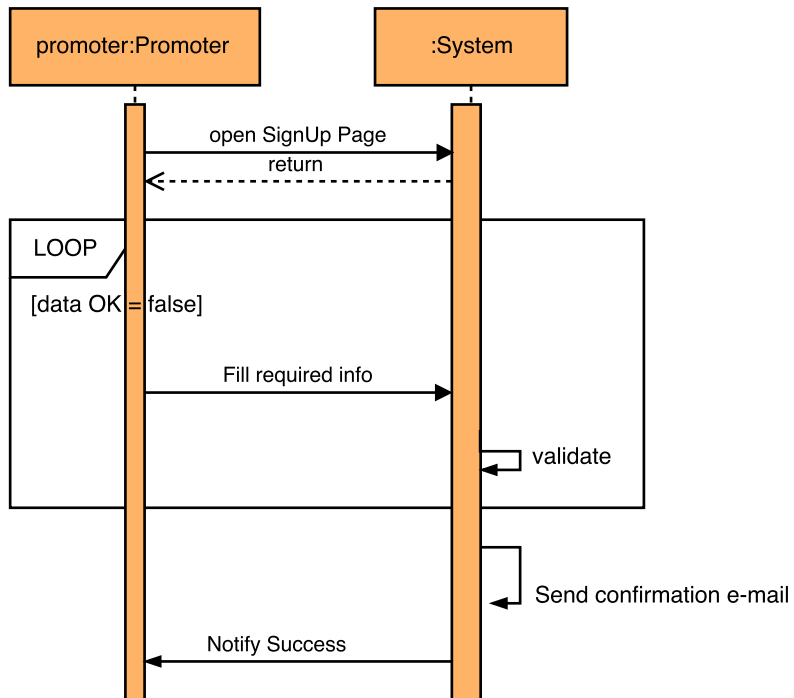 promoter:Promoter
:System
open SignUp Page
return
LOOP
[data OK = false]
Fill required info
validate
Send confirmation e-mail
Notify Success